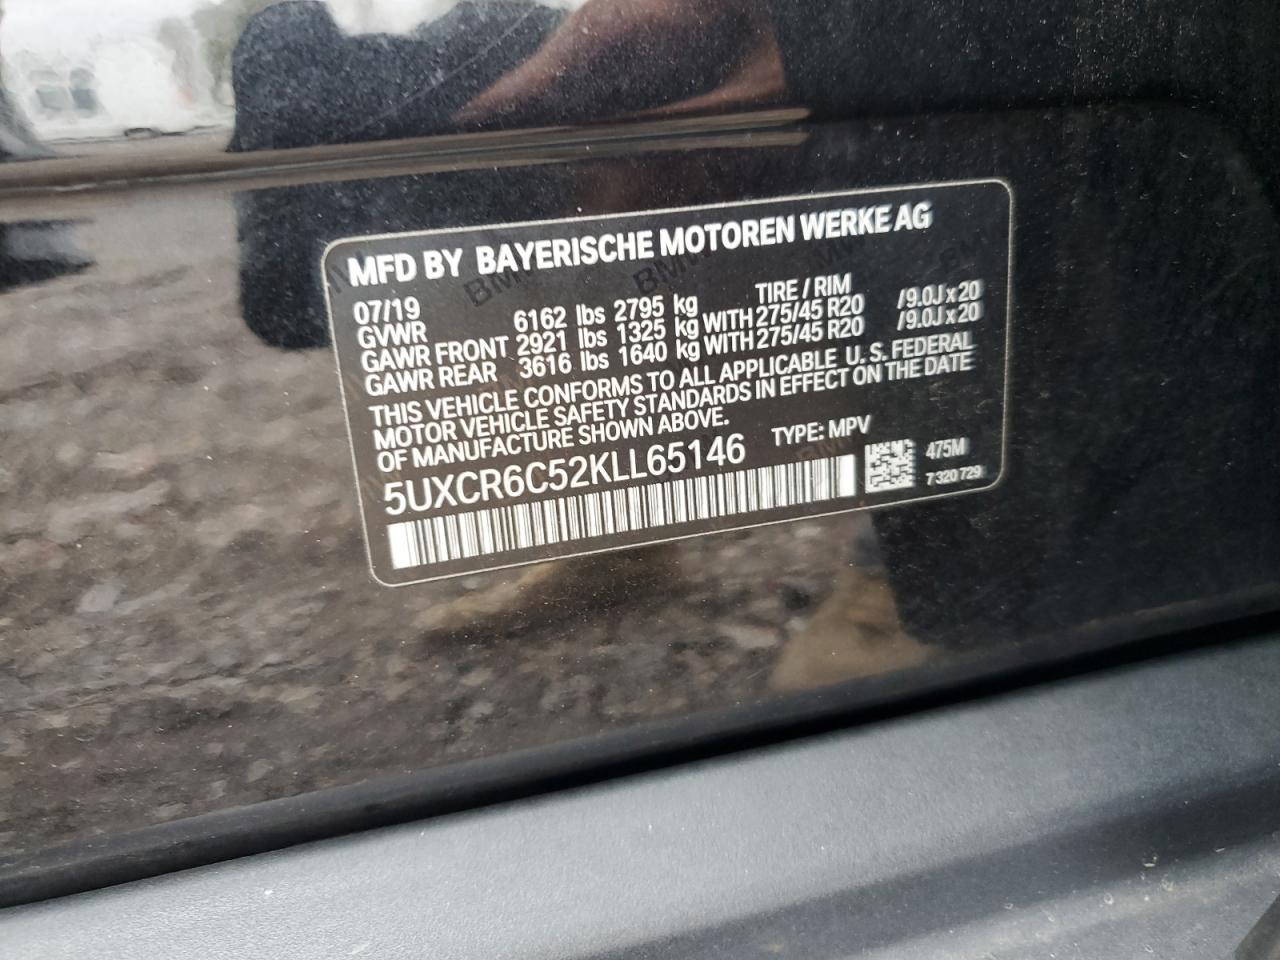 MFD BY BAYERISCHE MOTOREN WERKE AG
07/19 TIRE / RIM
GVWR 6162 lbs 2795 kg
GAWR FRONT 2921 lbs 1325 kg WITH 275/45 R20 /9.0J x 20
GAWR REAR 3616 lbs 1640 kg WITH 275/45 R20 /9.0J x 20
THIS VEHICLE CONFORMS TO ALL APPLICABLE U. S. FEDERAL
MOTOR VEHICLE SAFETY STANDARDS IN EFFECT ON THE DATE
OF MANUFACTURE SHOWN ABOVE.
5UXCR6C52KLL65146 TYPE: MPV
475M
7 320 729